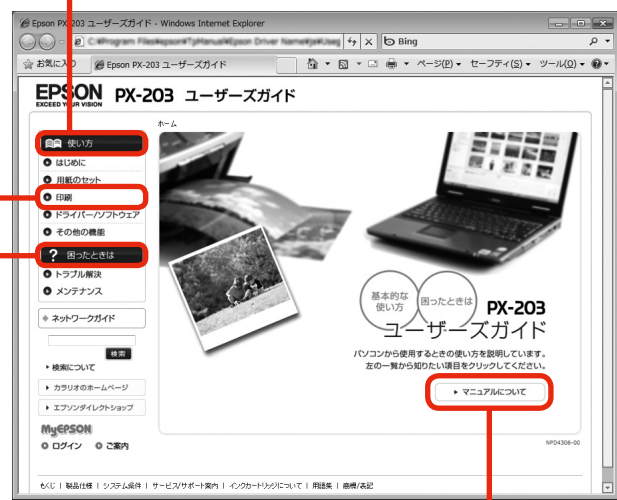 Epson PX-203 ユーザーズガイド - Windows Internet Explorer
Bing
お気に入り
Epson PX-203 ユーザーズガイド
ページ(P)
セーフティ(S)
ツール(O)
EPSON
EXCEED YOUR VISION
PX-203 ユーザーズガイド
ホーム
使い方
はじめに
用紙のセット
印刷
ドライバー/ソフトウェア
その他の機能
? 困ったときは
トラブル解決
メンテナンス
ネットワークガイド
検索
検索について
カラリオのホームページ
エプソンダイレクトショップ
MyEPSON
ログイン ご案内
基本的な
使い方
困ったときは
PX-203
ユーザーズガイド
パソコンから使用するときの使い方を説明しています。
左の一覧から知りたい項目をクリックしてください。
マニュアルについて
NPD4306-00
もくじ | 製品仕様 | システム条件 | サービス/サポート案内 | インクカートリッジについて | 用語集 | 商標/表記